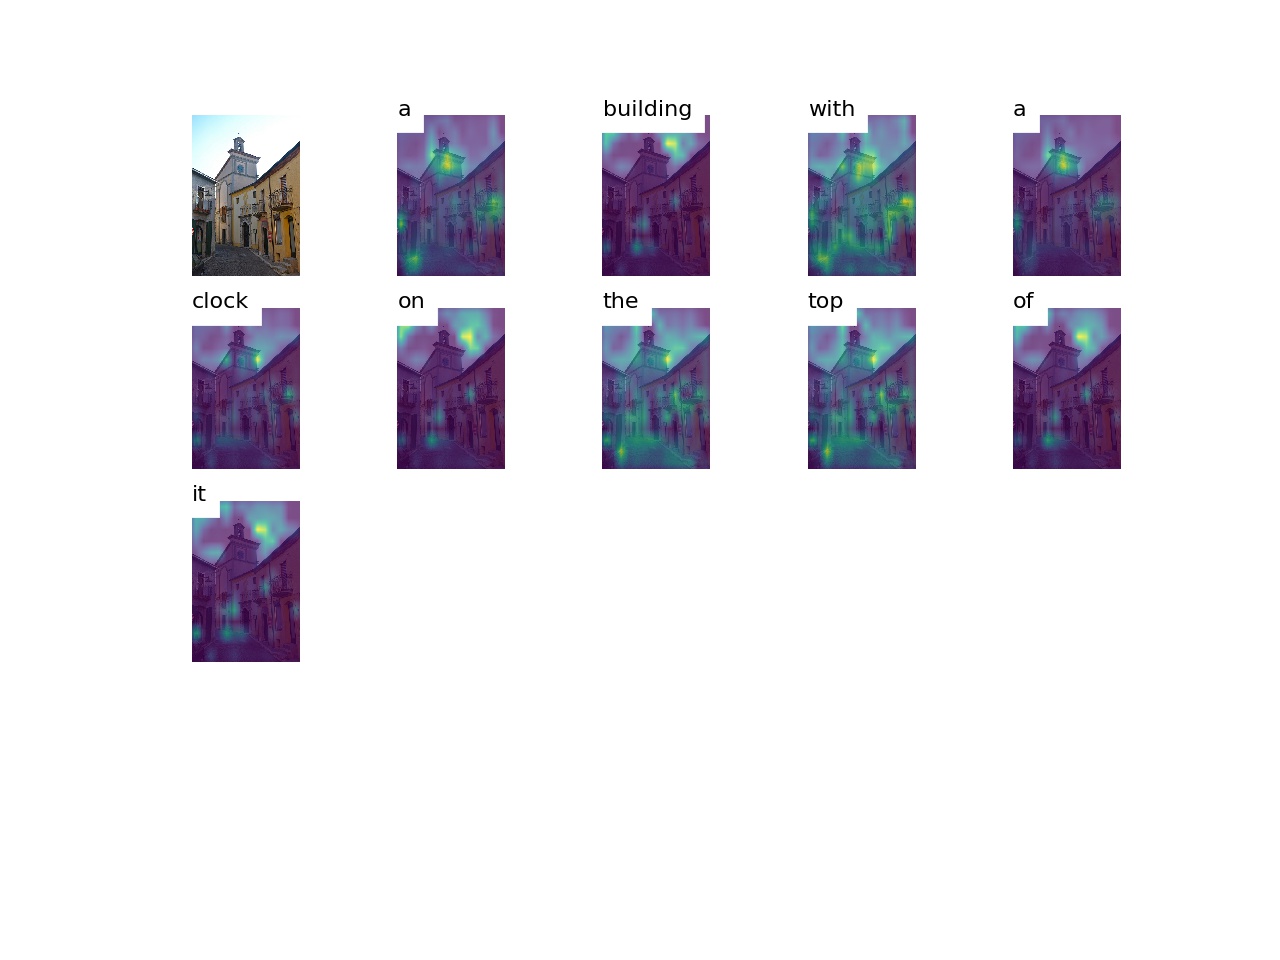 a building with a
clock on the top of
it